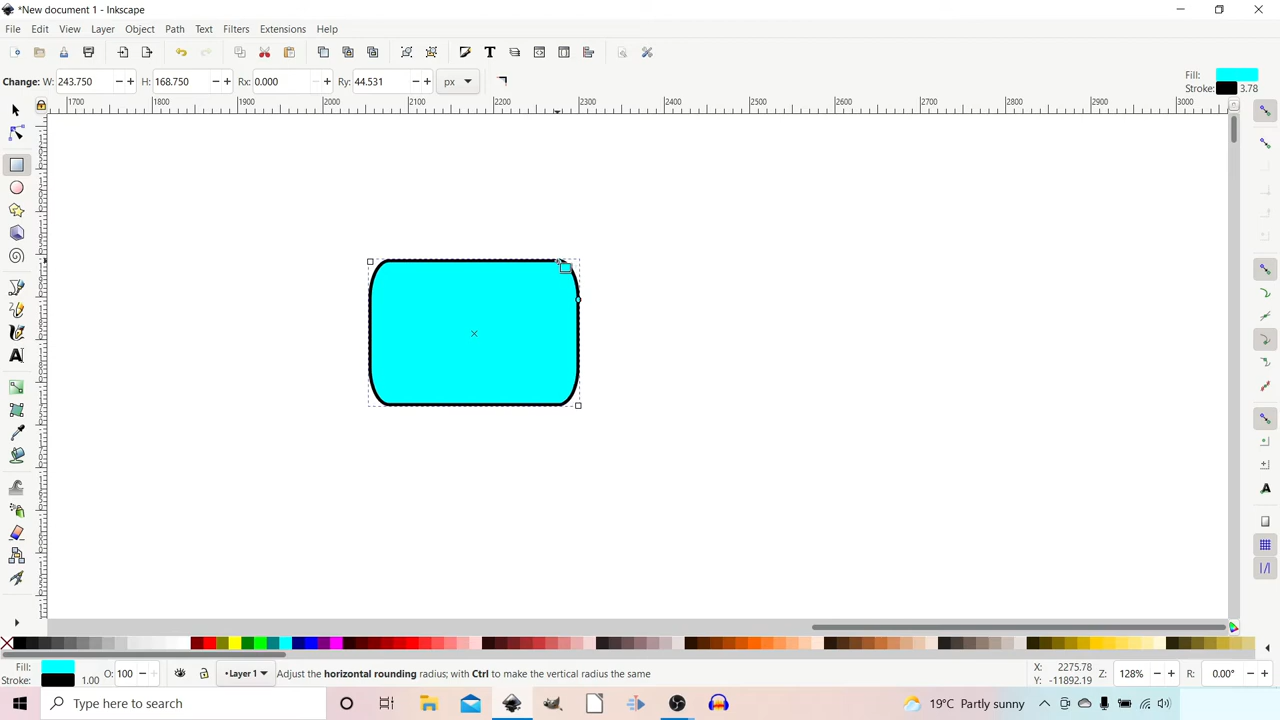 *New document 1 - Inkscape
File Edit View Layer Object Path Text Filters Extensions Help
Change: W: 243.750 H: 168.750 Rx: 0.000 Ry: 44.531 px
Fill:
Stroke: 3.78
1700 1800 1900 2000 2100 2200 2300 2400 2500 2600 2700 2800 2900 3000
Fill:
Stroke: 1.00
O: 100
•Layer 1
Adjust the horizontal rounding radius; with Ctrl to make the vertical radius the same
X: 2275.78
Y: -11892.19
Z: 128%
R: 0.00°
Type here to search
19°C Partly sunny